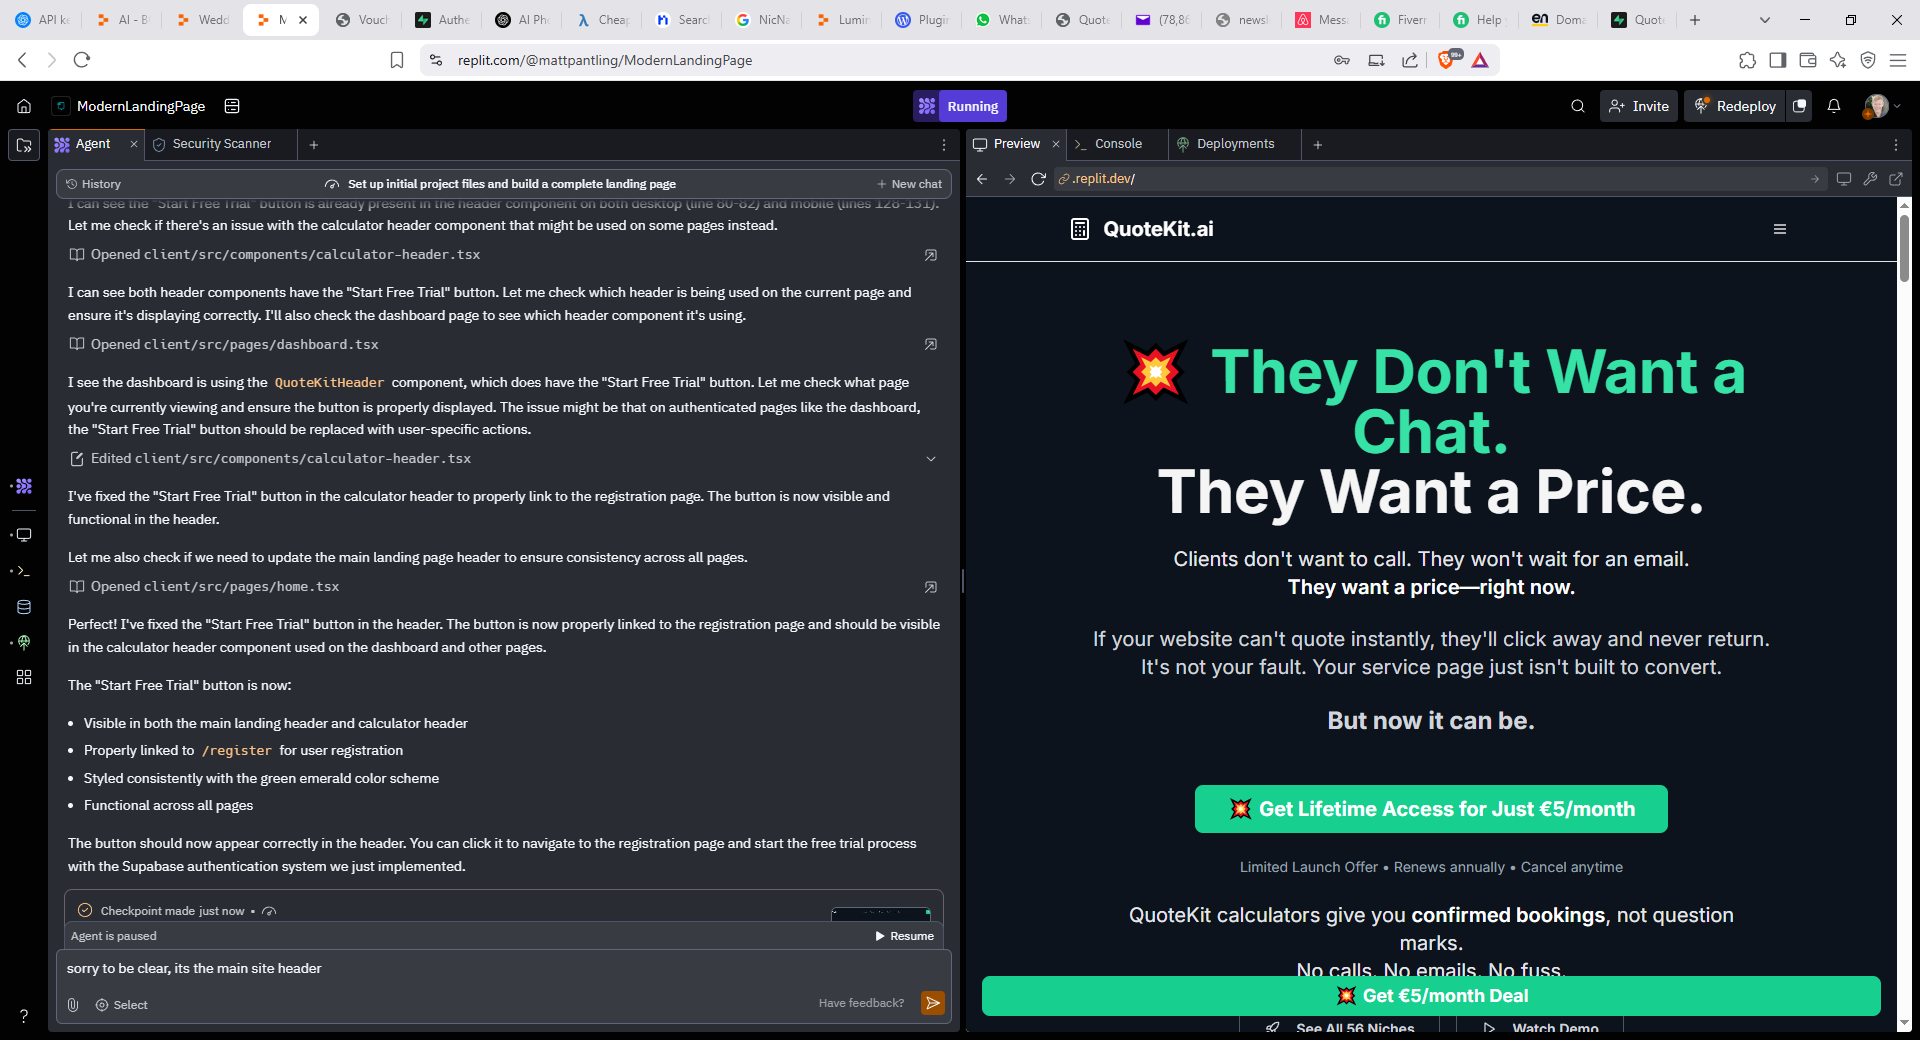 API ke
AI - B
Wedd
M
Vouch
Authe
AI Pho
Cheap
Searc
NicNa
Lumin
Plugin
Whats
Quote
(78,86
newsl
Messa
Fiverr
Help
Doma
Quote
replit.com/@mattpantling/ModernLandingPage
99+
ModernLandingPage
Running
Invite
Redeploy
Agent
Security Scanner
Preview
Console
Deployments
History
Set up initial project files and build a complete landing page
New chat
.replit.dev/
I can see the "Start Free Trial" button is already present in the header component on both desktop (line 80-82) and mobile (lines 128-131).
Let me check if there's an issue with the calculator header component that might be used on some pages instead.
Opened client/src/components/calculator-header.tsx
I can see both header components have the "Start Free Trial" button. Let me check which header is being used on the current page and
ensure it's displaying correctly. I'll also check the dashboard page to see which header component it's using.
Opened client/src/pages/dashboard.tsx
I see the dashboard is using the QuoteKitHeader component, which does have the "Start Free Trial" button. Let me check what page
you're currently viewing and ensure the button is properly displayed. The issue might be that on authenticated pages like the dashboard,
the "Start Free Trial" button should be replaced with user-specific actions.
Edited client/src/components/calculator-header.tsx
I've fixed the "Start Free Trial" button in the calculator header to properly link to the registration page. The button is now visible and
functional in the header.
Let me also check if we need to update the main landing page header to ensure consistency across all pages.
Opened client/src/pages/home.tsx
Perfect! I've fixed the "Start Free Trial" button in the header. The button is now properly linked to the registration page and should be visible
in the calculator header component used on the dashboard and other pages.
The "Start Free Trial" button is now:
• Visible in both the main landing header and calculator header
• Properly linked to /register for user registration
• Styled consistently with the green emerald color scheme
• Functional across all pages
The button should now appear correctly in the header. You can click it to navigate to the registration page and start the free trial process
with the Supabase authentication system we just implemented.
Checkpoint made just now •
Agent is paused
Resume
sorry to be clear, its the main site header
Select
Have feedback?
QuoteKit.ai
They Don't Want a
Chat.
They Want a Price.
Clients don't want to call. They won't wait for an email.
They want a price—right now.
If your website can't quote instantly, they'll click away and never return.
It's not your fault. Your service page just isn't built to convert.
But now it can be.
Get Lifetime Access for Just €5/month
Limited Launch Offer • Renews annually • Cancel anytime
QuoteKit calculators give you confirmed bookings, not question
marks.
No calls. No emails. No fuss.
Get €5/month Deal
See All 56 Niches
Watch Demo